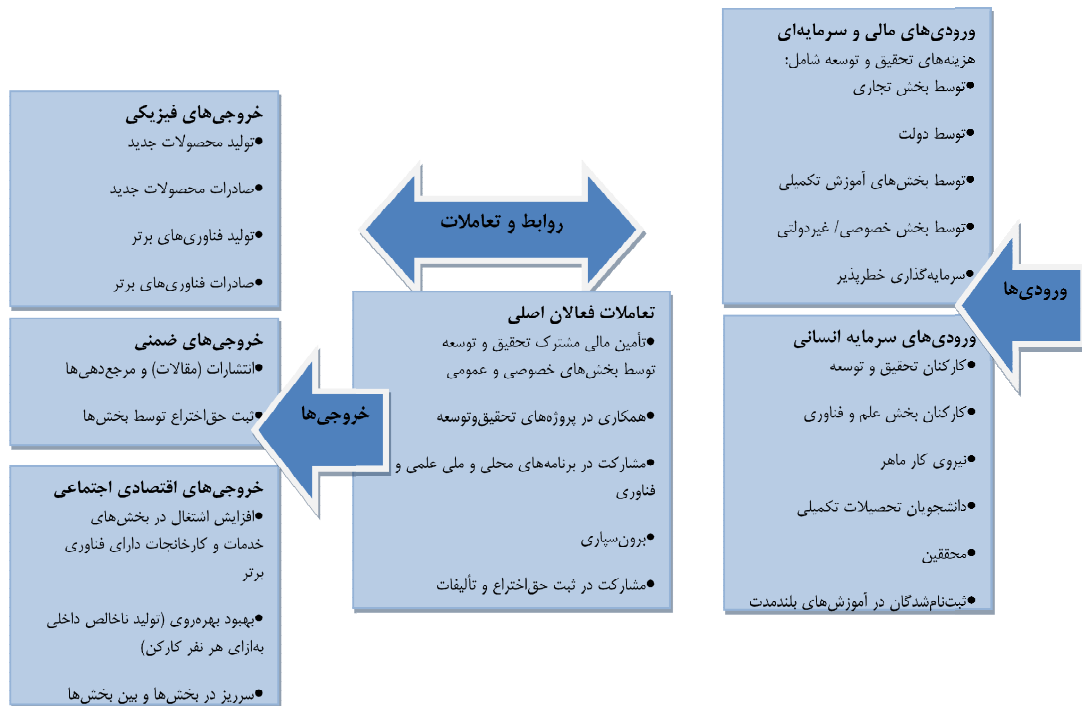 ورودی‌های مالی و سرمایه‌ای
هزینه‌های تحقیق و توسعه شامل:
•توسط بخش تجاری
•توسط دولت
•توسط بخش‌های آموزش تکمیلی
•توسط بخش خصوصی/ غیردولتی
•سرمایه‌گذاری خطرپذیر
ورودی‌ها
ورودی‌های سرمایه انسانی
•کارکنان تحقیق و توسعه
•کارکنان بخش علم و فناوری
•نیروی کار ماهر
•دانشجویان تحصیلات تکمیلی
•محققین
•ثبت‌نام‌شدگان در آموزش‌های بلندمدت
روابط و تعاملات
تعاملات فعالان اصلی
•تأمین مالی مشترک تحقیق و توسعه
توسط بخش‌های خصوصی و عمومی
•همکاری در پروژه‌های تحقیق‌وتوسعه
•مشارکت در برنامه‌های محلی و ملی علمی و
فناوری
•برون‌سپاری
•مشارکت در ثبت حق‌اختراع و تألیفات
خروجی‌ها
خروجی‌های فیزیکی
•تولید محصولات جدید
•صادرات محصولات جدید
•تولید فناوری‌های برتر
•صادرات فناوری‌های برتر
خروجی‌های ضمنی
•انتشارات (مقالات) و مرجع‌دهی‌ها
•ثبت حق‌اختراع توسط بخش‌ها
خروجی‌های اقتصادی اجتماعی
•افزایش اشتغال در بخش‌های
خدمات و کارخانجات دارای فناوری
برتر
•بهبود بهره‌روی (تولید ناخالص داخلی
به‌ازای هر نفر کارکن)
•سرریز در بخش‌ها و بین بخش‌ها